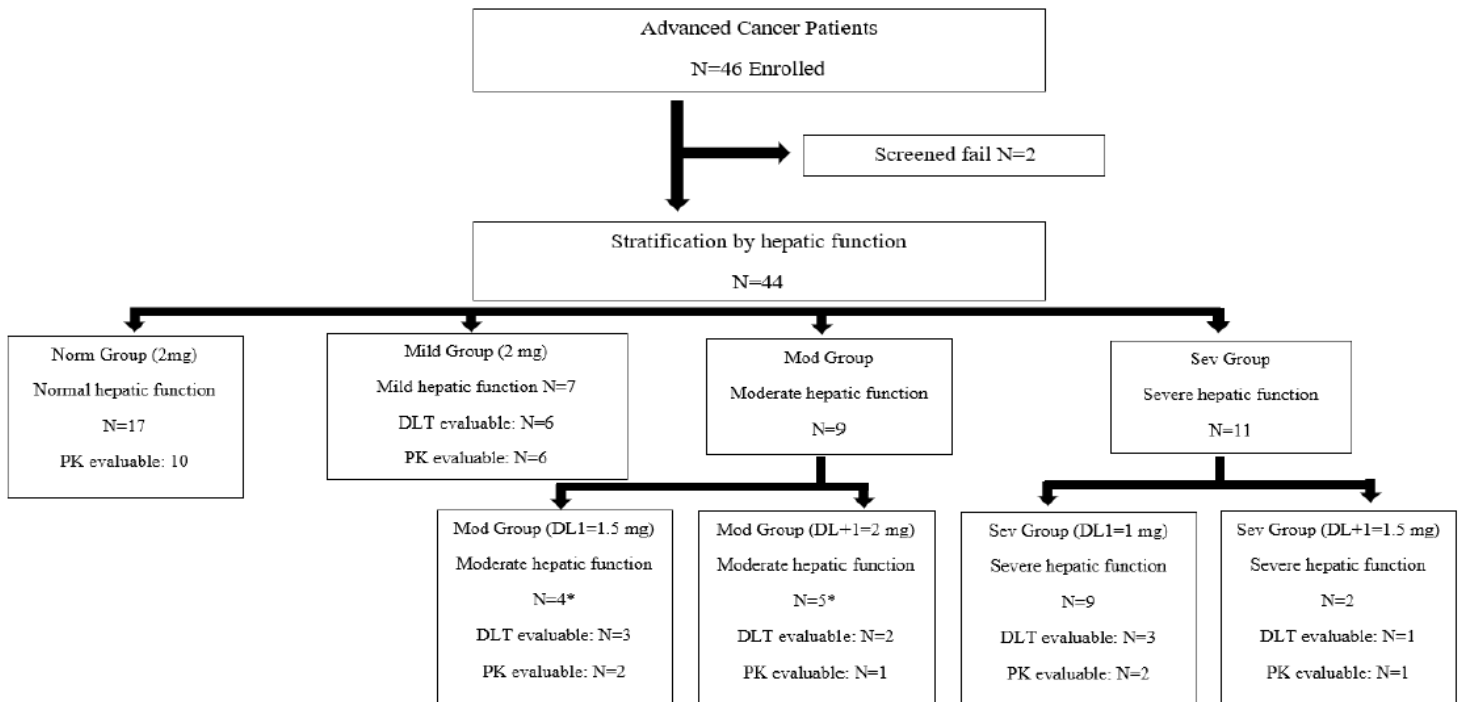 Advanced Cancer Patients
N=46 Enrolled
Screened fail N=2
Stratification by hepatic function
N=44
Norm Group (2mg)
Normal hepatic function
N=17
PK evaluable: 10
Mild Group (2 mg)
Mild hepatic function N=7
DLT evaluable: N=6
PK evaluable: N=6
Mod Group
Moderate hepatic function
N=9
Sev Group
Severe hepatic function
N=11
Mod Group (DL1=1.5 mg)
Moderate hepatic function
N=4*
DLT evaluable: N=3
PK evaluable: N=2
Mod Group (DL+1=2 mg)
Moderate hepatic function
N=5*
DLT evaluable: N=2
PK evaluable: N=1
Sev Group (DL1=1 mg)
Severe hepatic function
N=9
DLT evaluable: N=3
PK evaluable: N=2
Sev Group (DL+1=1.5 mg)
Severe hepatic function
N=2
DLT evaluable: N=1
PK evaluable: N=1